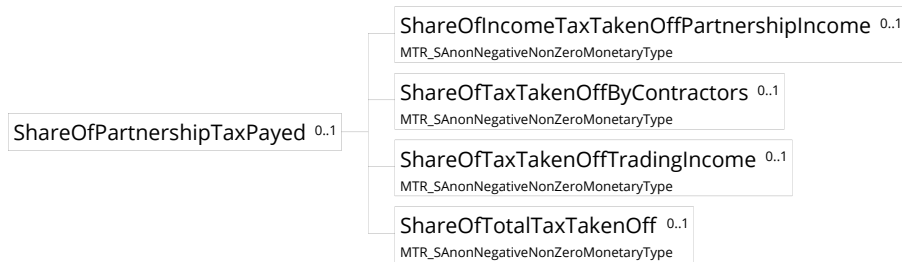 ShareOfIncomeTaxTakenOffPartnershipIncome 0..1
MTR_SAnonNegativeNonZeroMonetaryType
ShareOfTaxTakenOffByContractors 0..1
MTR_SAnonNegativeNonZeroMonetaryType
ShareOfPartnershipTaxPayed 0..1
ShareOfTaxTakenOffTradingIncome 0..1
MTR_SAnonNegativeNonZeroMonetaryType
ShareOfTotalTaxTakenOff 0..1
MTR_SAnonNegativeNonZeroMonetaryType